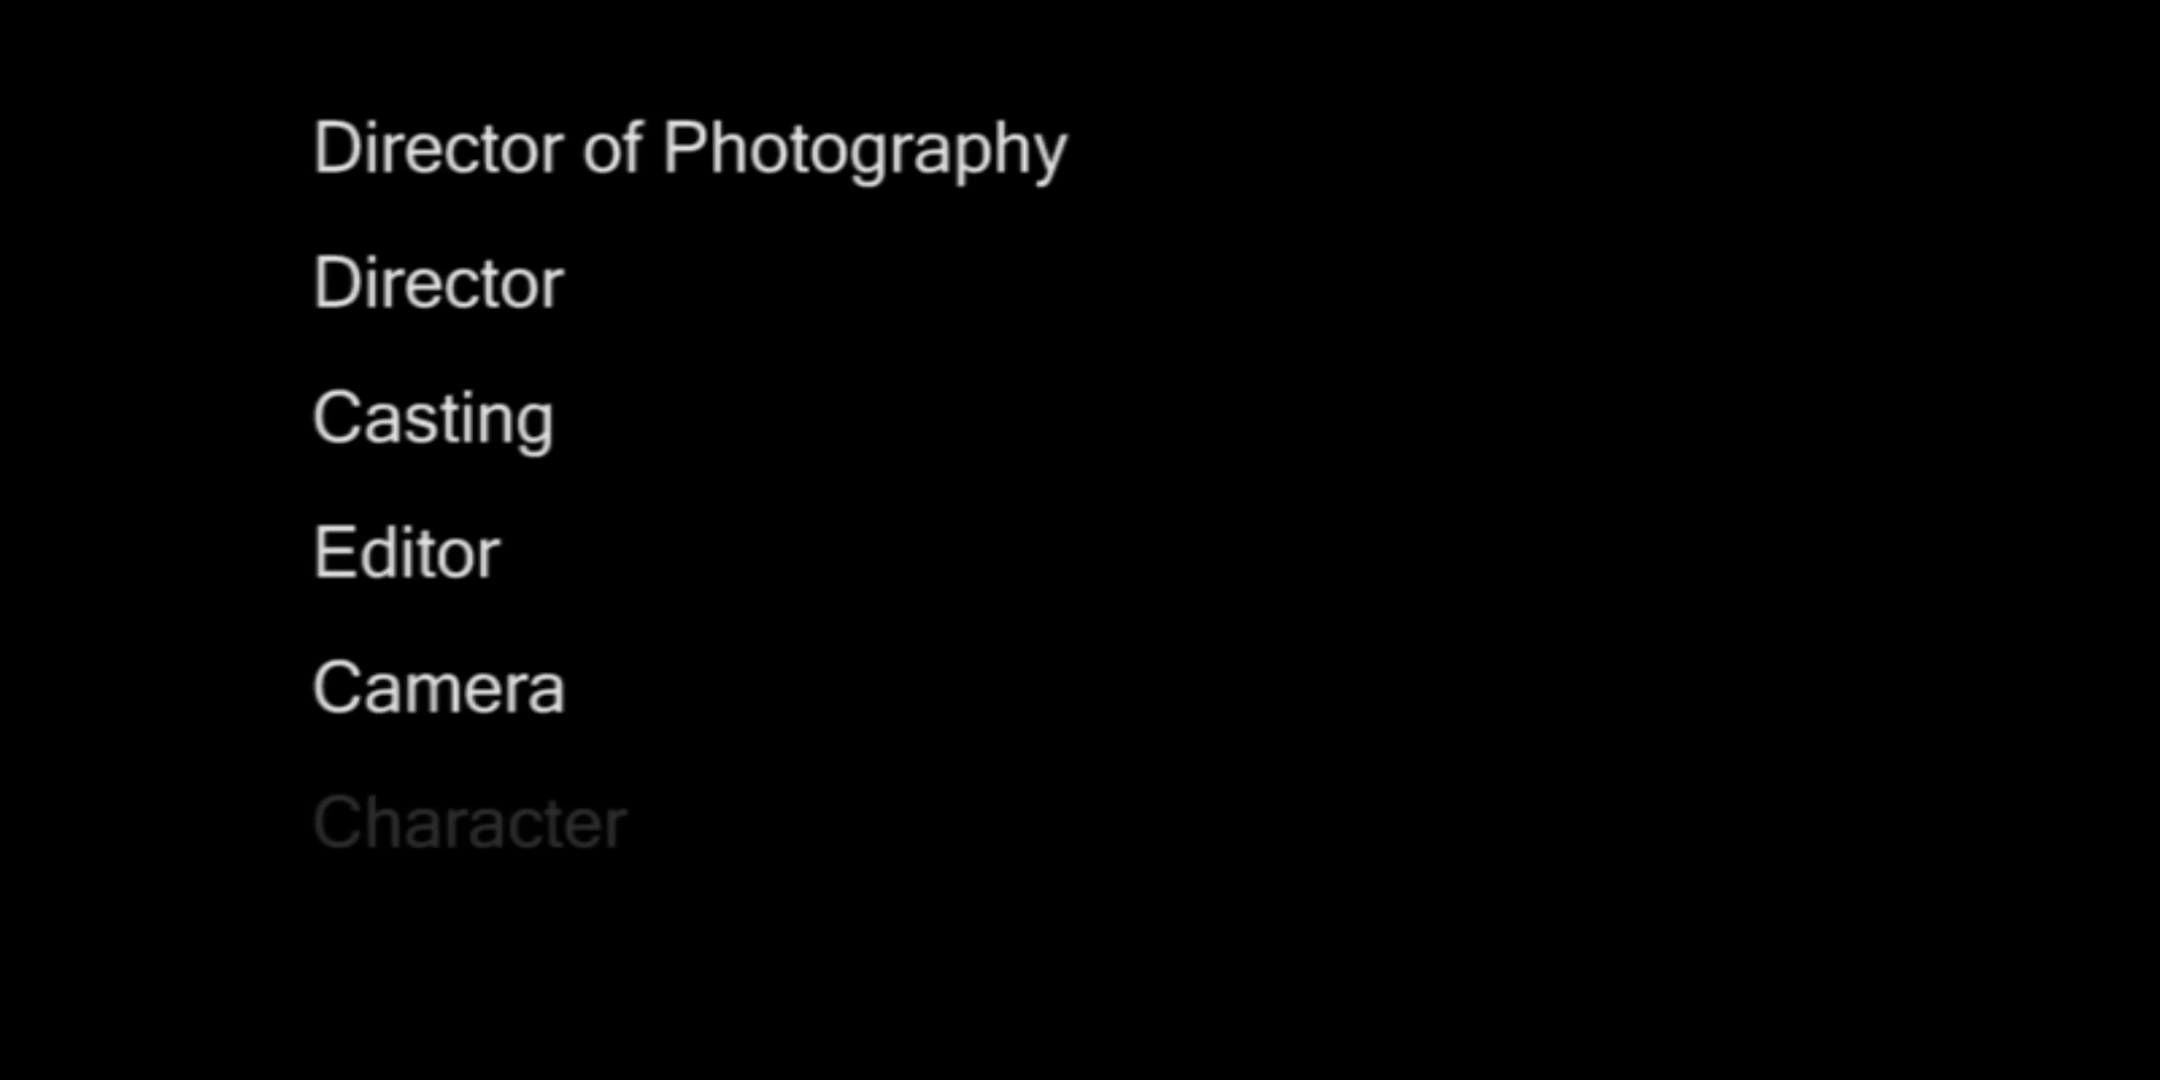 Director of Photography
Director
Casting
Editor
Camera
Character